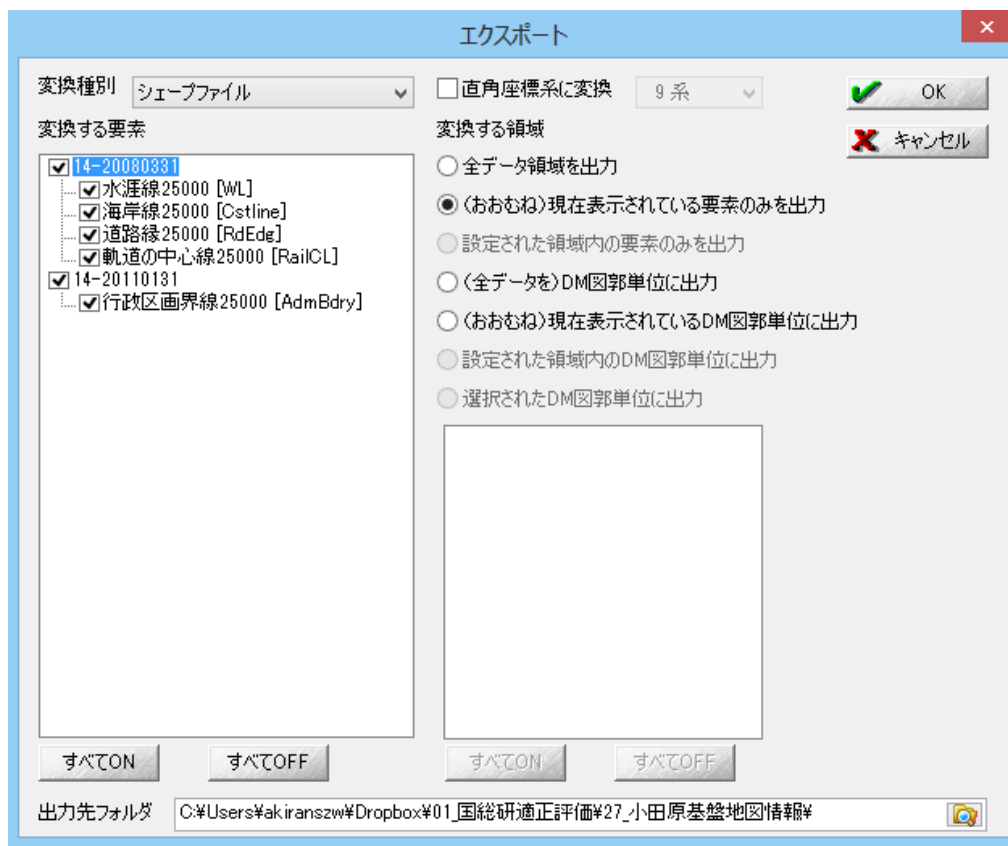 エクスポート
変換種別 シェープファイル
変換する要素
14-20080331
水涯線25000 [WL]
海岸線25000 [Cstline]
道路縁25000 [RdEdg]
軌道の中心線25000 [RailCL]
14-20110131
行政区画界線25000 [AdmBdry]
すべてON すべてOFF
直角座標系に変換 9 系
変換する領域
全データ領域を出力
(おおむね)現在表示されている要素のみを出力
設定された領域内の要素のみを出力
(全データを)DM図郭単位に出力
(おおむね)現在表示されているDM図郭単位に出力
設定された領域内のDM図郭単位に出力
選択されたDM図郭単位に出力
すべてON すべてOFF
OK
キャンセル
出力先フォルダ C:¥Users¥akiranszw¥Dropbox¥01_国総研適正評価¥27_小田原基盤地図情報¥